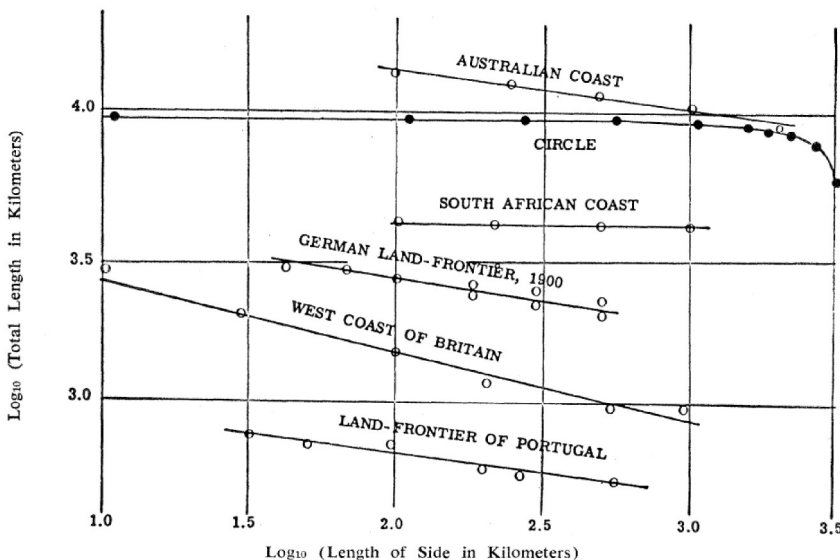 AUSTRALIAN COAST
4.0
CIRCLE
SOUTH AFRICAN COAST
3.5
GERMAN LAND-FRONTIER, 1900
WEST COAST OF BRITAIN
3.0
LAND-FRONTIER OF PORTUGAL
Log₁₀ (Total Length in Kilometers)
1.0 1.5 2.0 2.5 3.0 3.5
Log₁₀ (Length of Side in Kilometers)